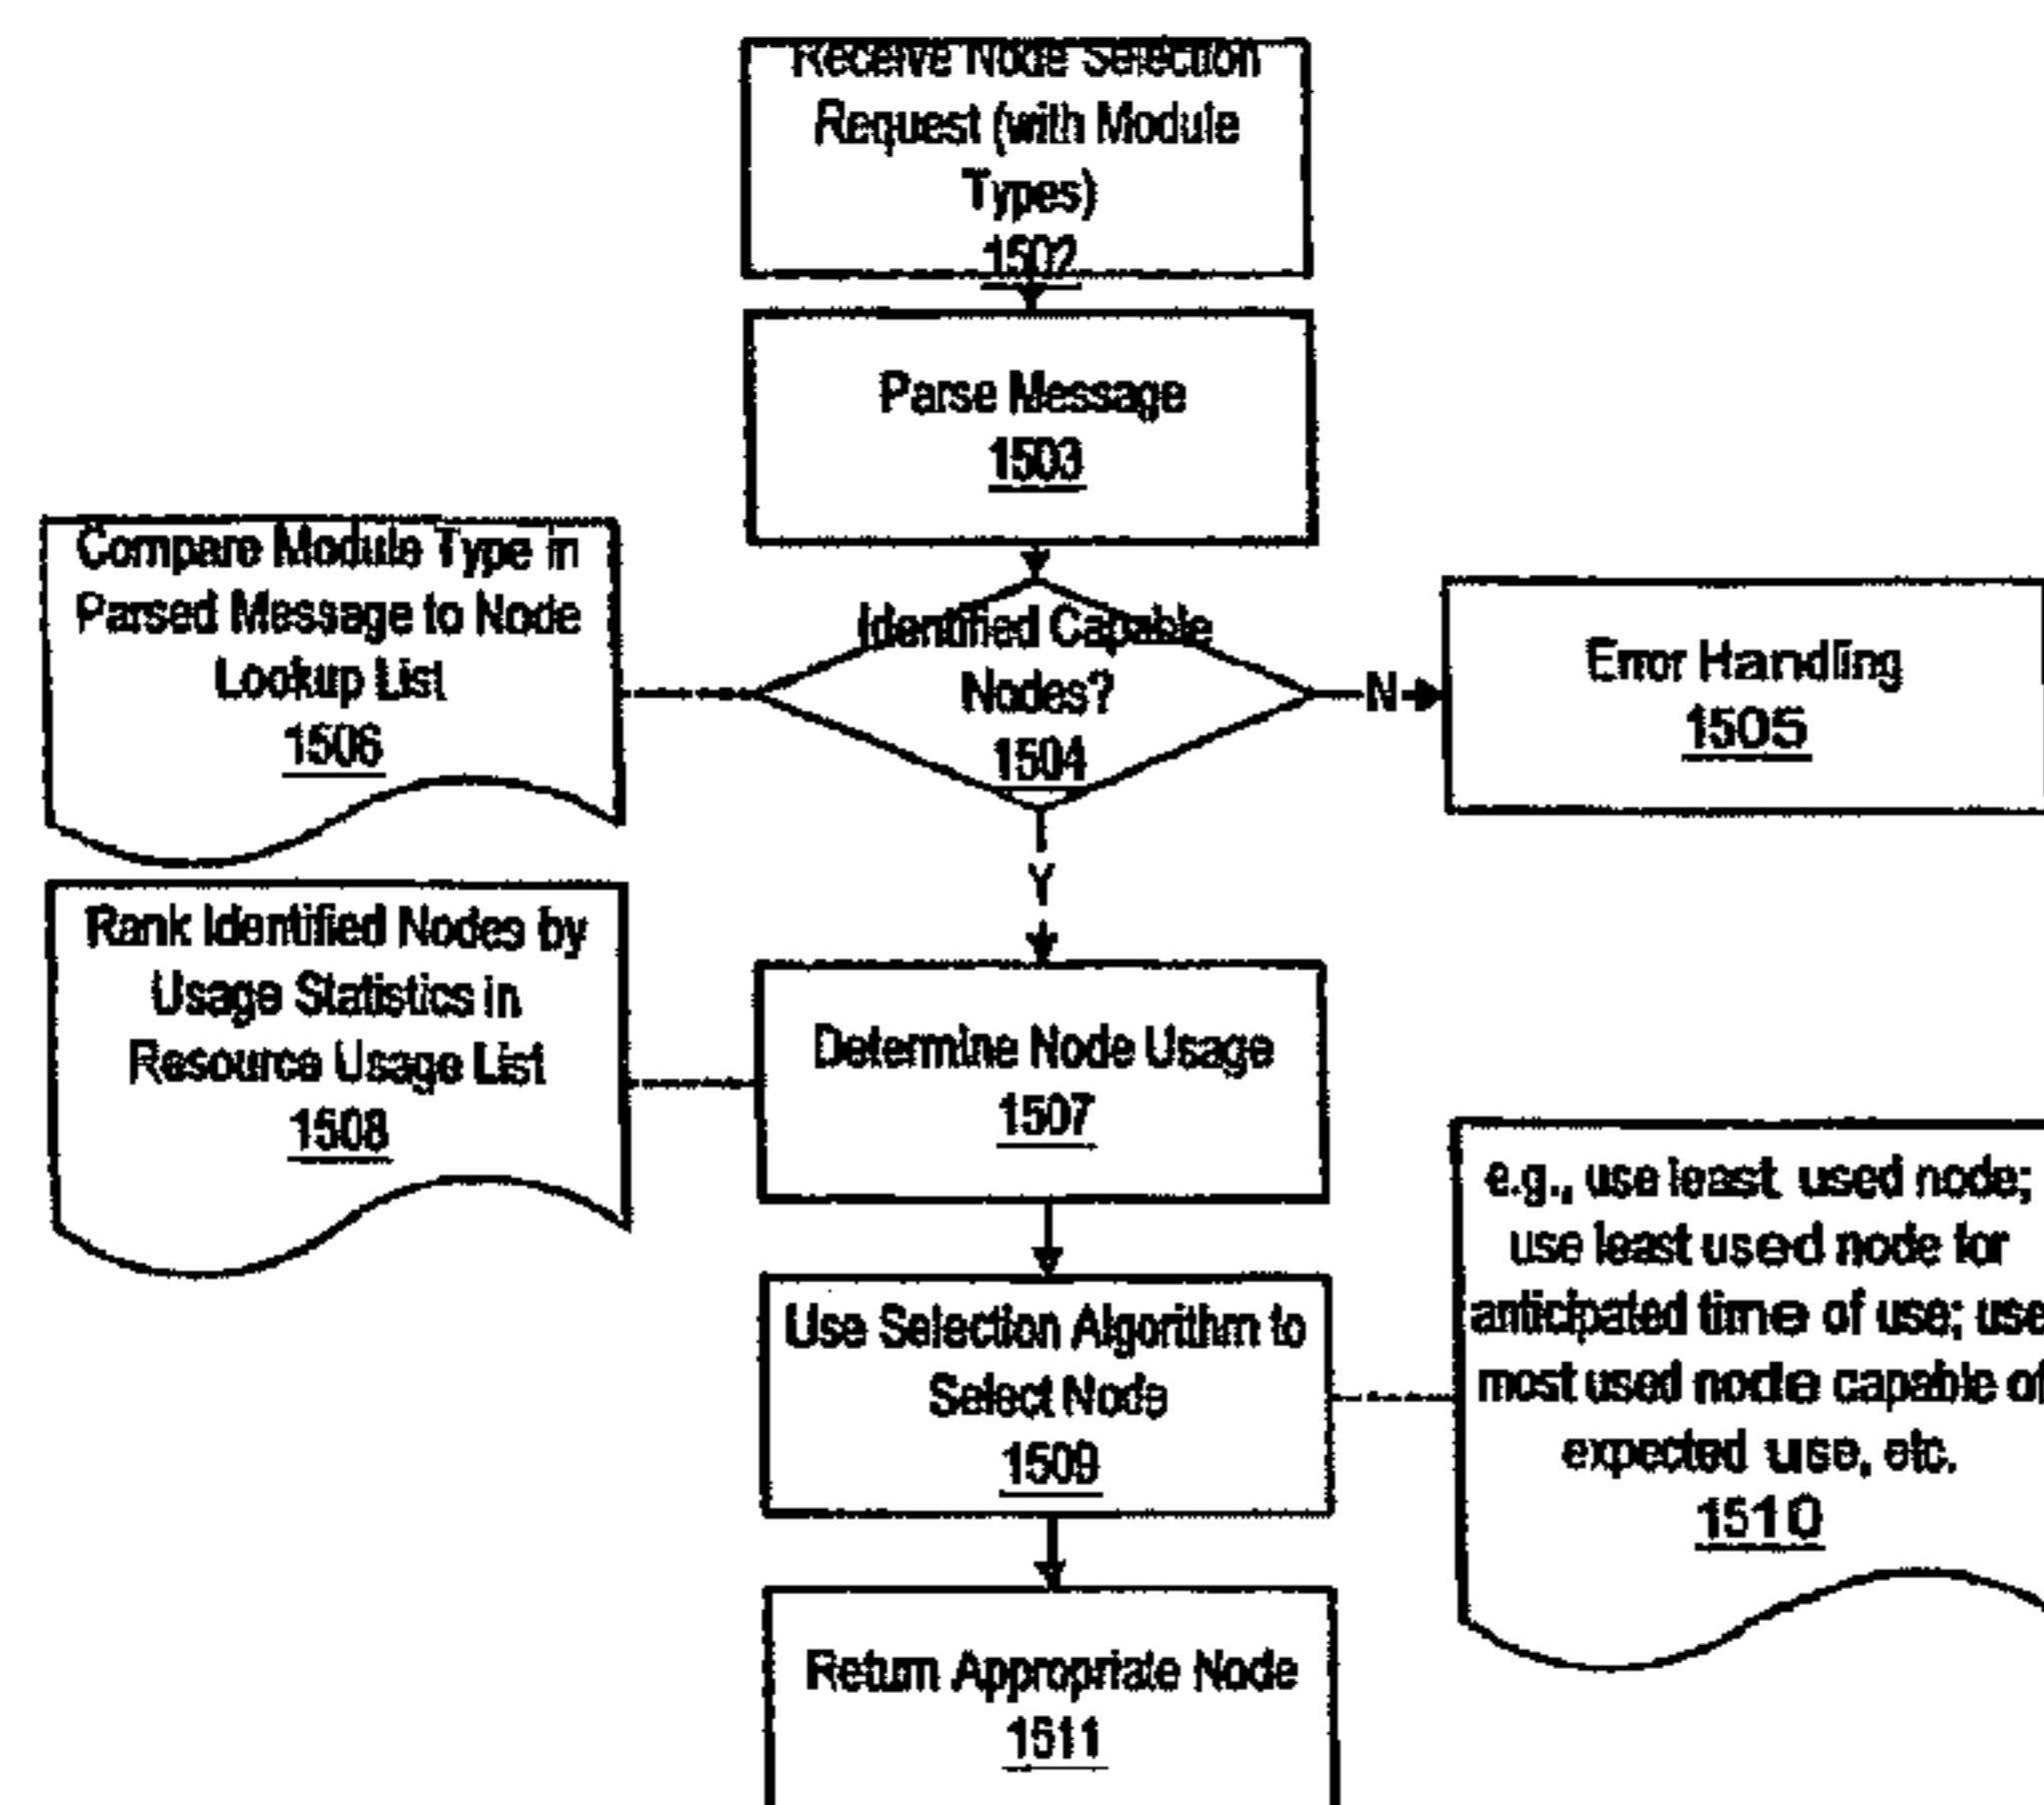 Receive Node Selection
Request (with Module
Types)
1502
Parse Message
1503
Compare Module Type in
Parsed Message to Node
Lookup List
1506
Identified Capable
Nodes?
1504
N
Error Handling
1505
Y
Rank Identified Nodes by
Usage Statistics in
Resource Usage List
1508
Determine Node Usage
1507
Use Selection Algorithm to
Select Node
1509
e.g., use least used node;
use least used node for
anticipated time of use; use
most used node capable of
expected use, etc.
1510
Return Appropriate Node
1511